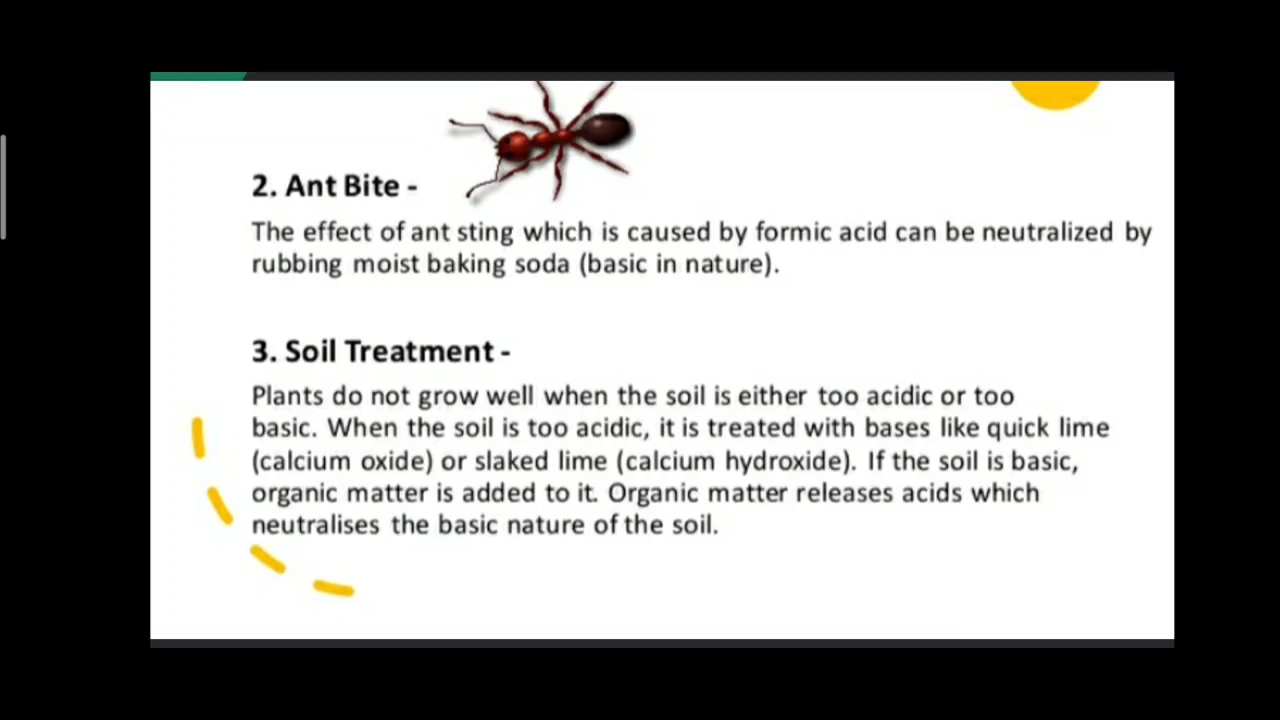 2. Ant Bite -
The effect of ant sting which is caused by formic acid can be neutralized by
rubbing moist baking soda (basic in nature).
3. Soil Treatment -
Plants do not grow well when the soil is either too acidic or too
basic. When the soil is too acidic, it is treated with bases like quick lime
(calcium oxide) or slaked lime (calcium hydroxide). If the soil is basic,
organic matter is added to it. Organic matter releases acids which
neutralises the basic nature of the soil.